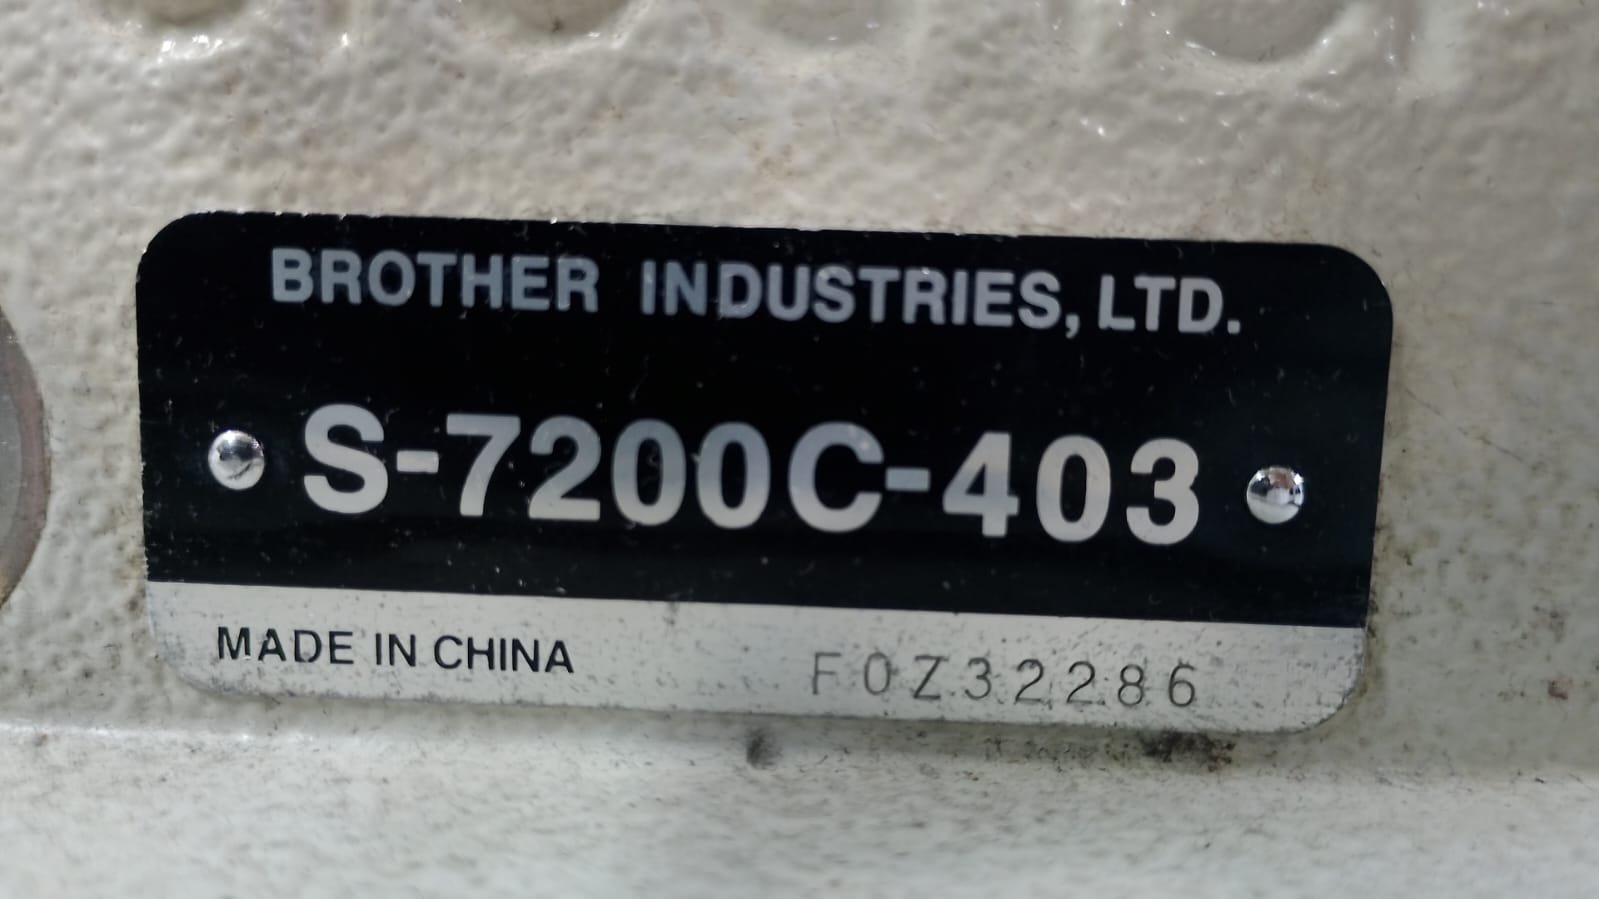 BROTHER INDUSTRIES, LTD.
S-7200C-403
MADE IN CHINA F0Z32286